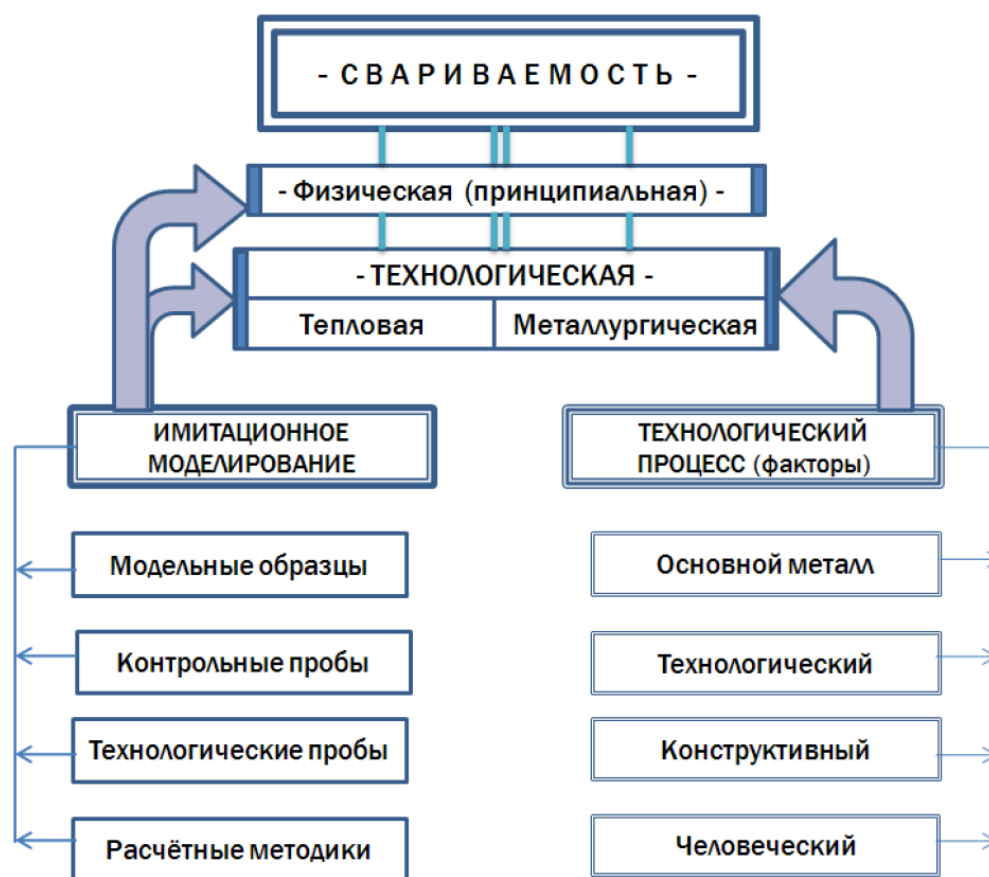 - С В А Р И В А Е М О С Т Ь -
- Физическая (принципиальная) -
- ТЕХНОЛОГИЧЕСКАЯ -
Тепловая
Металлургическая
ИМИТАЦИОННОЕ
МОДЕЛИРОВАНИЕ
Модельные образцы
Контрольные пробы
Технологические пробы
Расчётные методики
ТЕХНОЛОГИЧЕСКИЙ
ПРОЦЕСС (факторы)
Основной металл
Технологический
Конструктивный
Человеческий